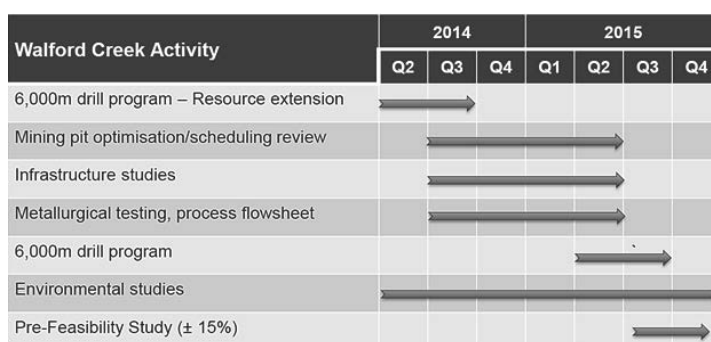 Walford Creek Activity
2014 2015
Q2 Q3 Q4 Q1 Q2 Q3 Q4
6,000m drill program – Resource extension
Mining pit optimisation/scheduling review
Infrastructure studies
Metallurgical testing, process flowsheet
6,000m drill program
Environmental studies
Pre-Feasibility Study (± 15%)